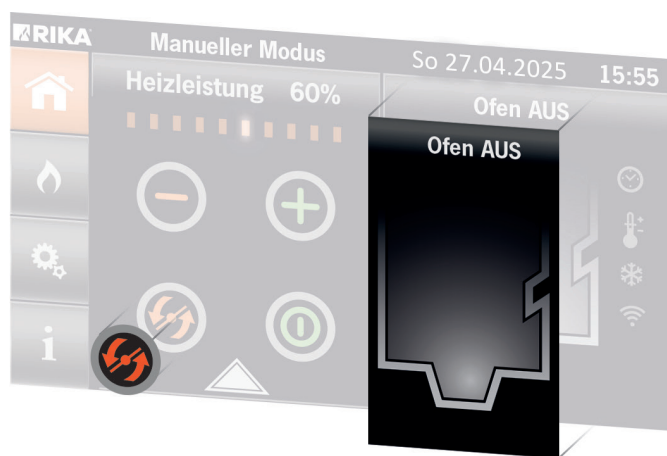 RIKA
Manueller Modus
So 27.04.2025 15:55
Heizleistung 60%
Ofen AUS
Ofen AUS
i